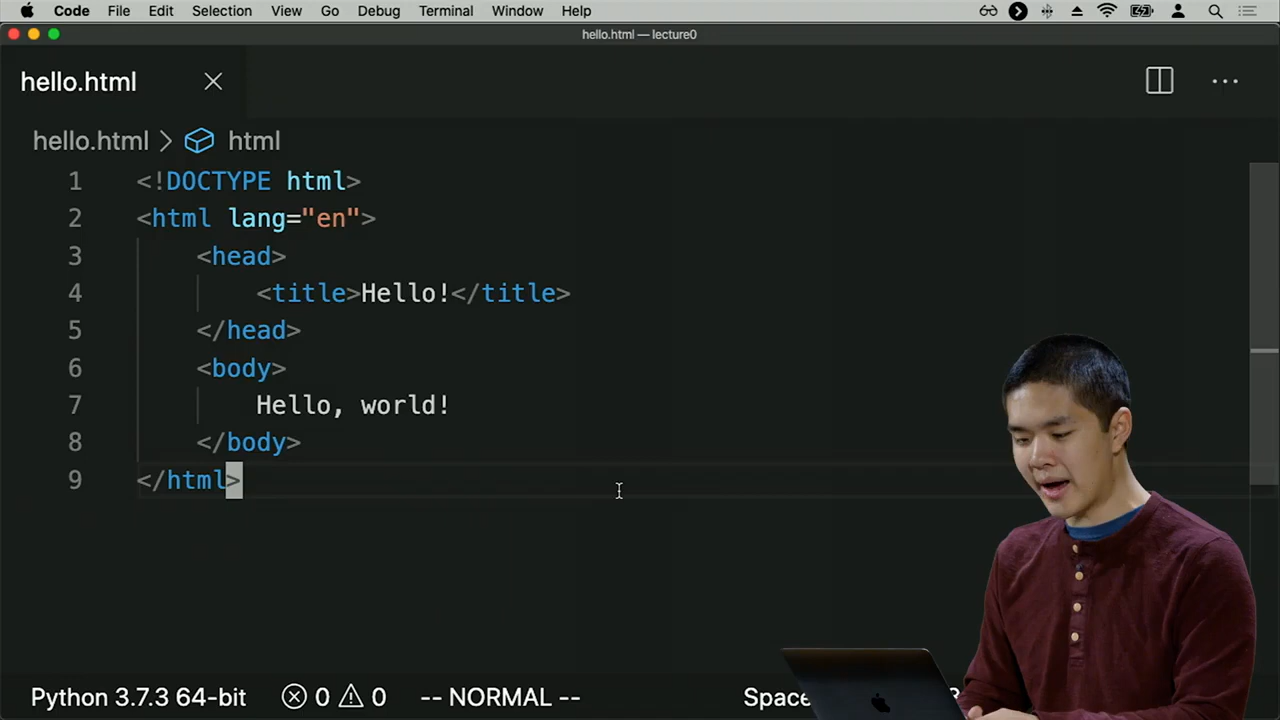 Code File Edit Selection View Go Debug Terminal Window Help
hello.html — lecture0
hello.html
hello.html > html
1 <!DOCTYPE html>
2 <html lang="en">
3 <head>
4 <title>Hello!</title>
5 </head>
6 <body>
7 Hello, world!
8 </body>
9 </html>
Python 3.7.3 64-bit 0 0 -- NORMAL --